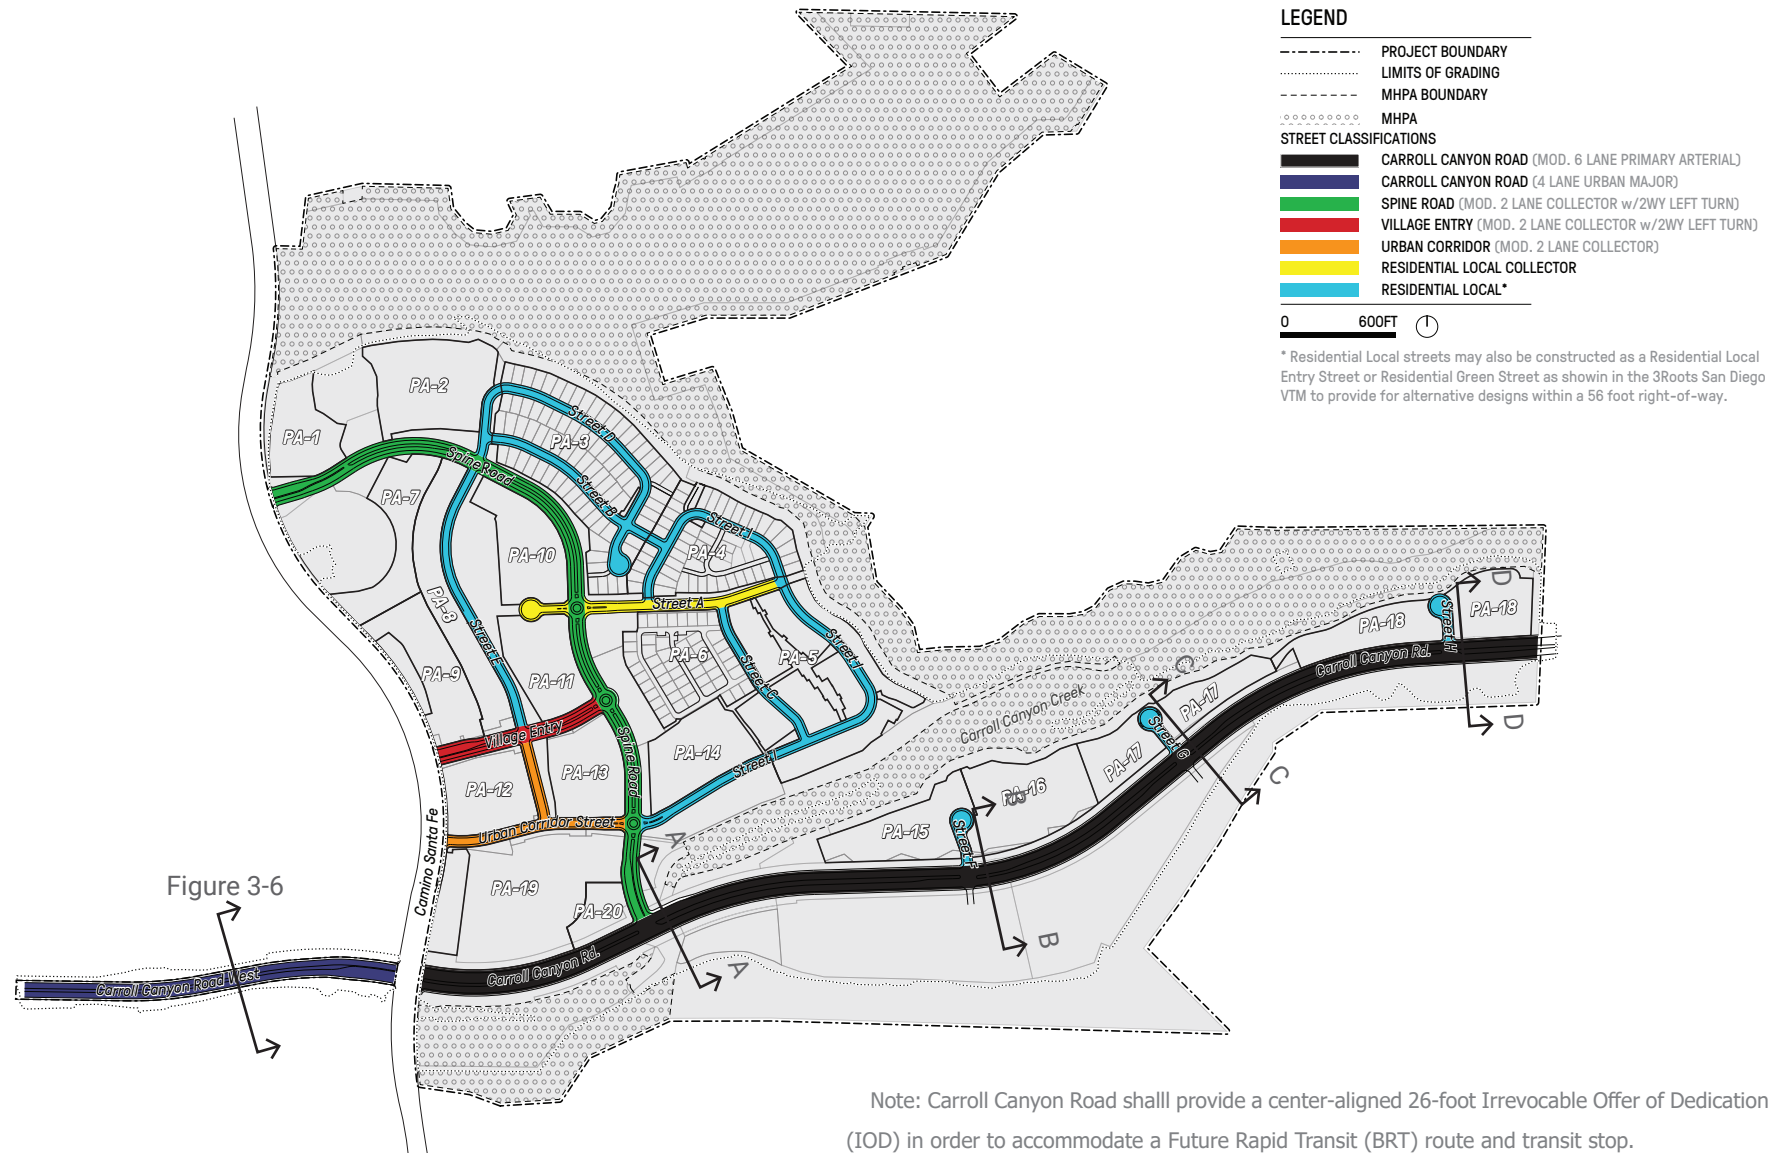 LEGEND
PROJECT BOUNDARY
LIMITS OF GRADING
MHPA BOUNDARY
MHPA
STREET CLASSIFICATIONS
CARROLL CANYON ROAD (MOD. 6 LANE PRIMARY ARTERIAL)
CARROLL CANYON ROAD (4 LANE URBAN MAJOR)
SPINE ROAD (MOD. 2 LANE COLLECTOR w/2WY LEFT TURN)
VILLAGE ENTRY (MOD. 2 LANE COLLECTOR w/2WY LEFT TURN)
URBAN CORRIDOR (MOD. 2 LANE COLLECTOR)
RESIDENTIAL LOCAL COLLECTOR
RESIDENTIAL LOCAL*
0 600FT
* Residential Local streets may also be constructed as a Residential Local
Entry Street or Residential Green Street as showin in the 3Roots San Diego
VTM to provide for alternative designs within a 56 foot right-of-way.
PA-2
PA-1
Street D
PA-3
Spine Road
PA-7
Street B
Street J
PA-10
PA-4
PA-8
Street A
Street E
PA-6
PA-5
Street I
Street C
PA-9
PA-11
Village Entry
Spine Road
PA-14
PA-13
PA-12
Street I
Urban Corridor Street
Camino Santa Fe
PA-19
PA-20
Carroll Canyon Rd.
Carroll Canyon Road West
Figure 3-6
A
A
Carroll Canyon Creek
PA-15
Street F
PA-16
B
B
PA-17
Street G
PA-17
C
C
Carroll Canyon Rd.
PA-18
Street H
PA-18
D
D
Note: Carroll Canyon Road shalll provide a center-aligned 26-foot Irrevocable Offer of Dedication
(IOD) in order to accommodate a Future Rapid Transit (BRT) route and transit stop.